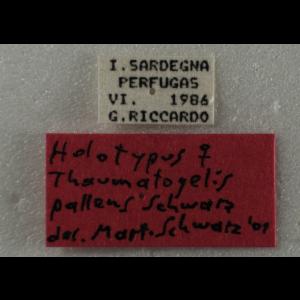 I. SARDEGNA
PERFUGAS
VI. 1986
G.RICCARDO
Holotypus ♀
Thaumatogelis
pallens Schwarz
det. Mart. Schwarz '01